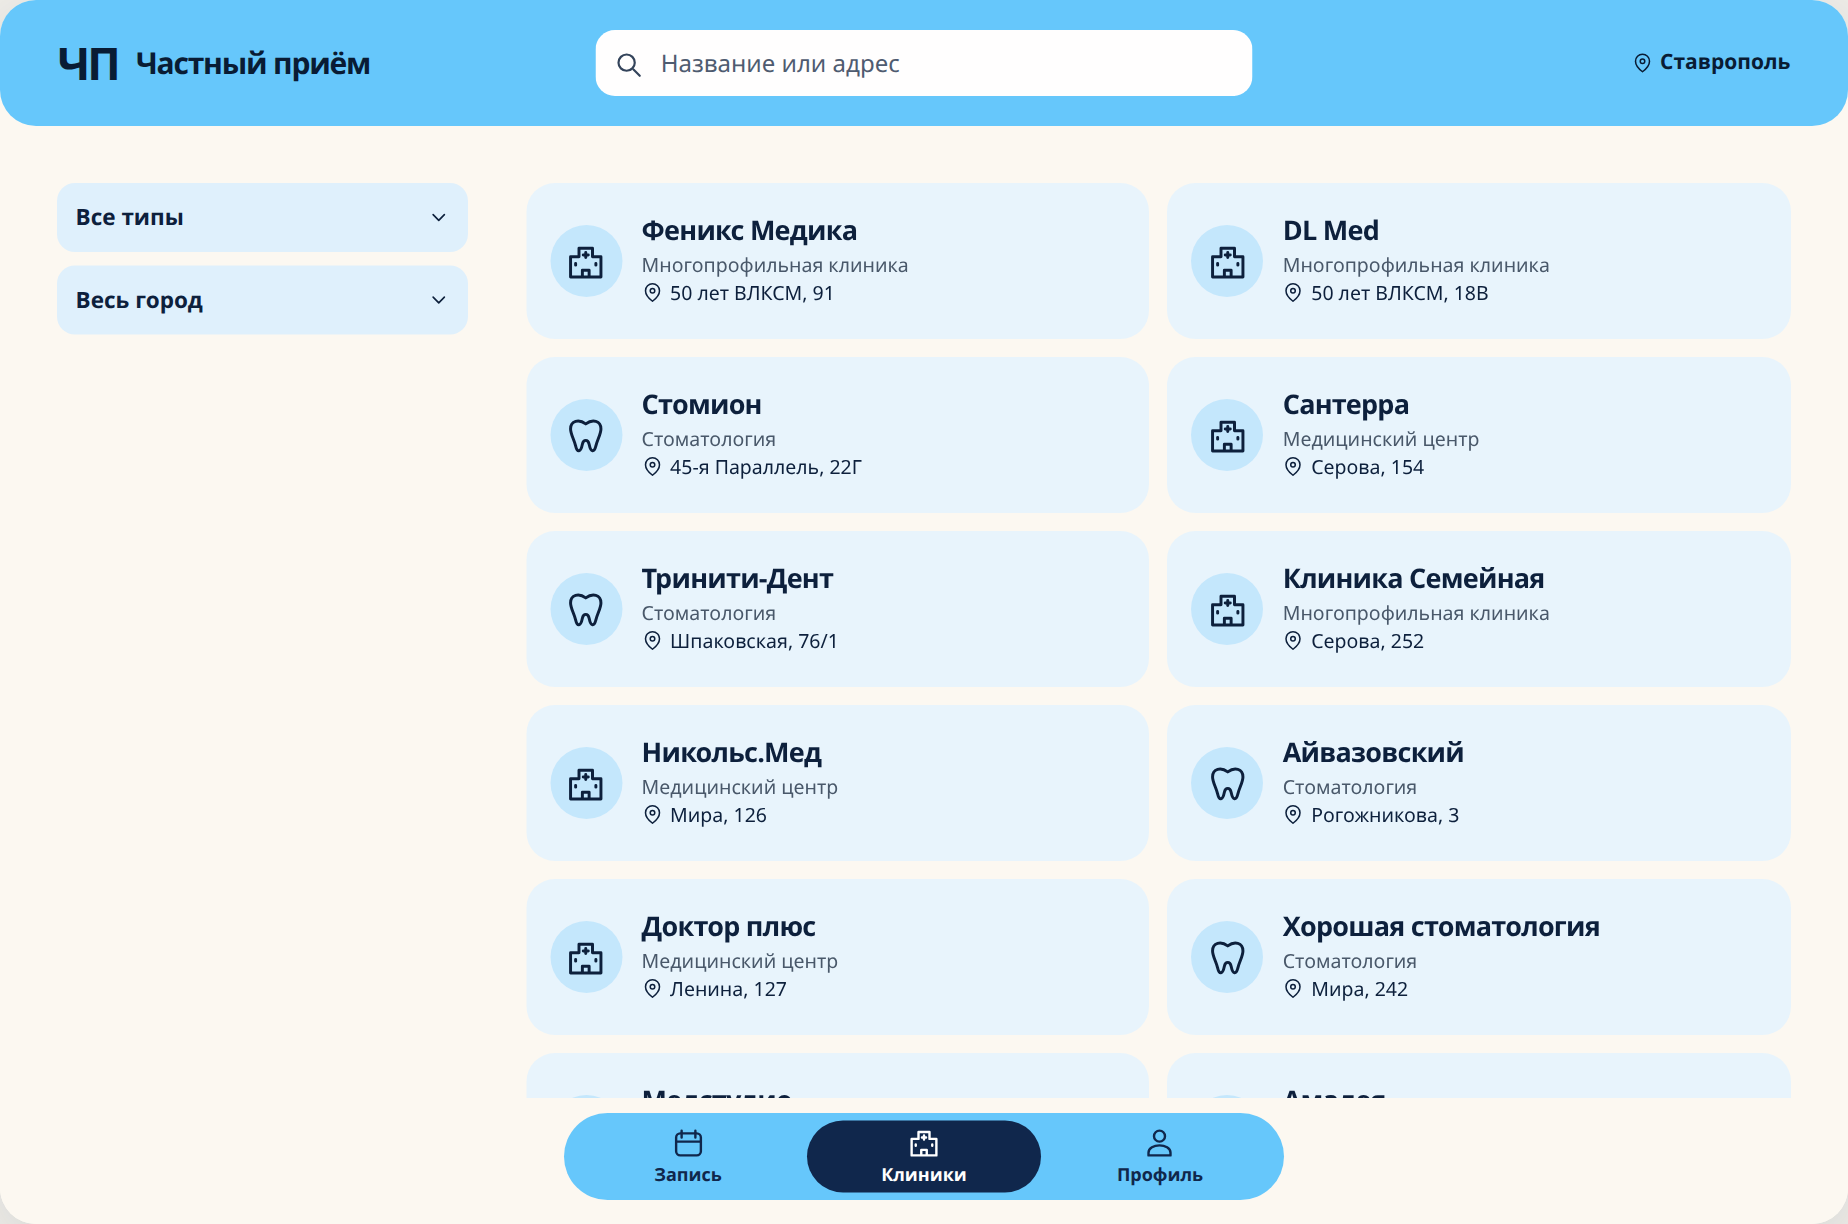 ЧП Частный приём
Название или адрес
Ставрополь
Все типы
Весь город
Феникс Медика
Многопрофильная клиника
50 лет ВЛКСМ, 91
DL Med
Многопрофильная клиника
50 лет ВЛКСМ, 18В
Стомион
Стоматология
45-я Параллель, 22Г
Сантерра
Медицинский центр
Серова, 154
Тринити-Дент
Стоматология
Шпаковская, 76/1
Клиника Семейная
Многопрофильная клиника
Серова, 252
Никольс.Мед
Медицинский центр
Мира, 126
Айвазовский
Стоматология
Рогожникова, 3
Доктор плюс
Медицинский центр
Ленина, 127
Хорошая стоматология
Стоматология
Мира, 242
Запись
Клиники
Профиль